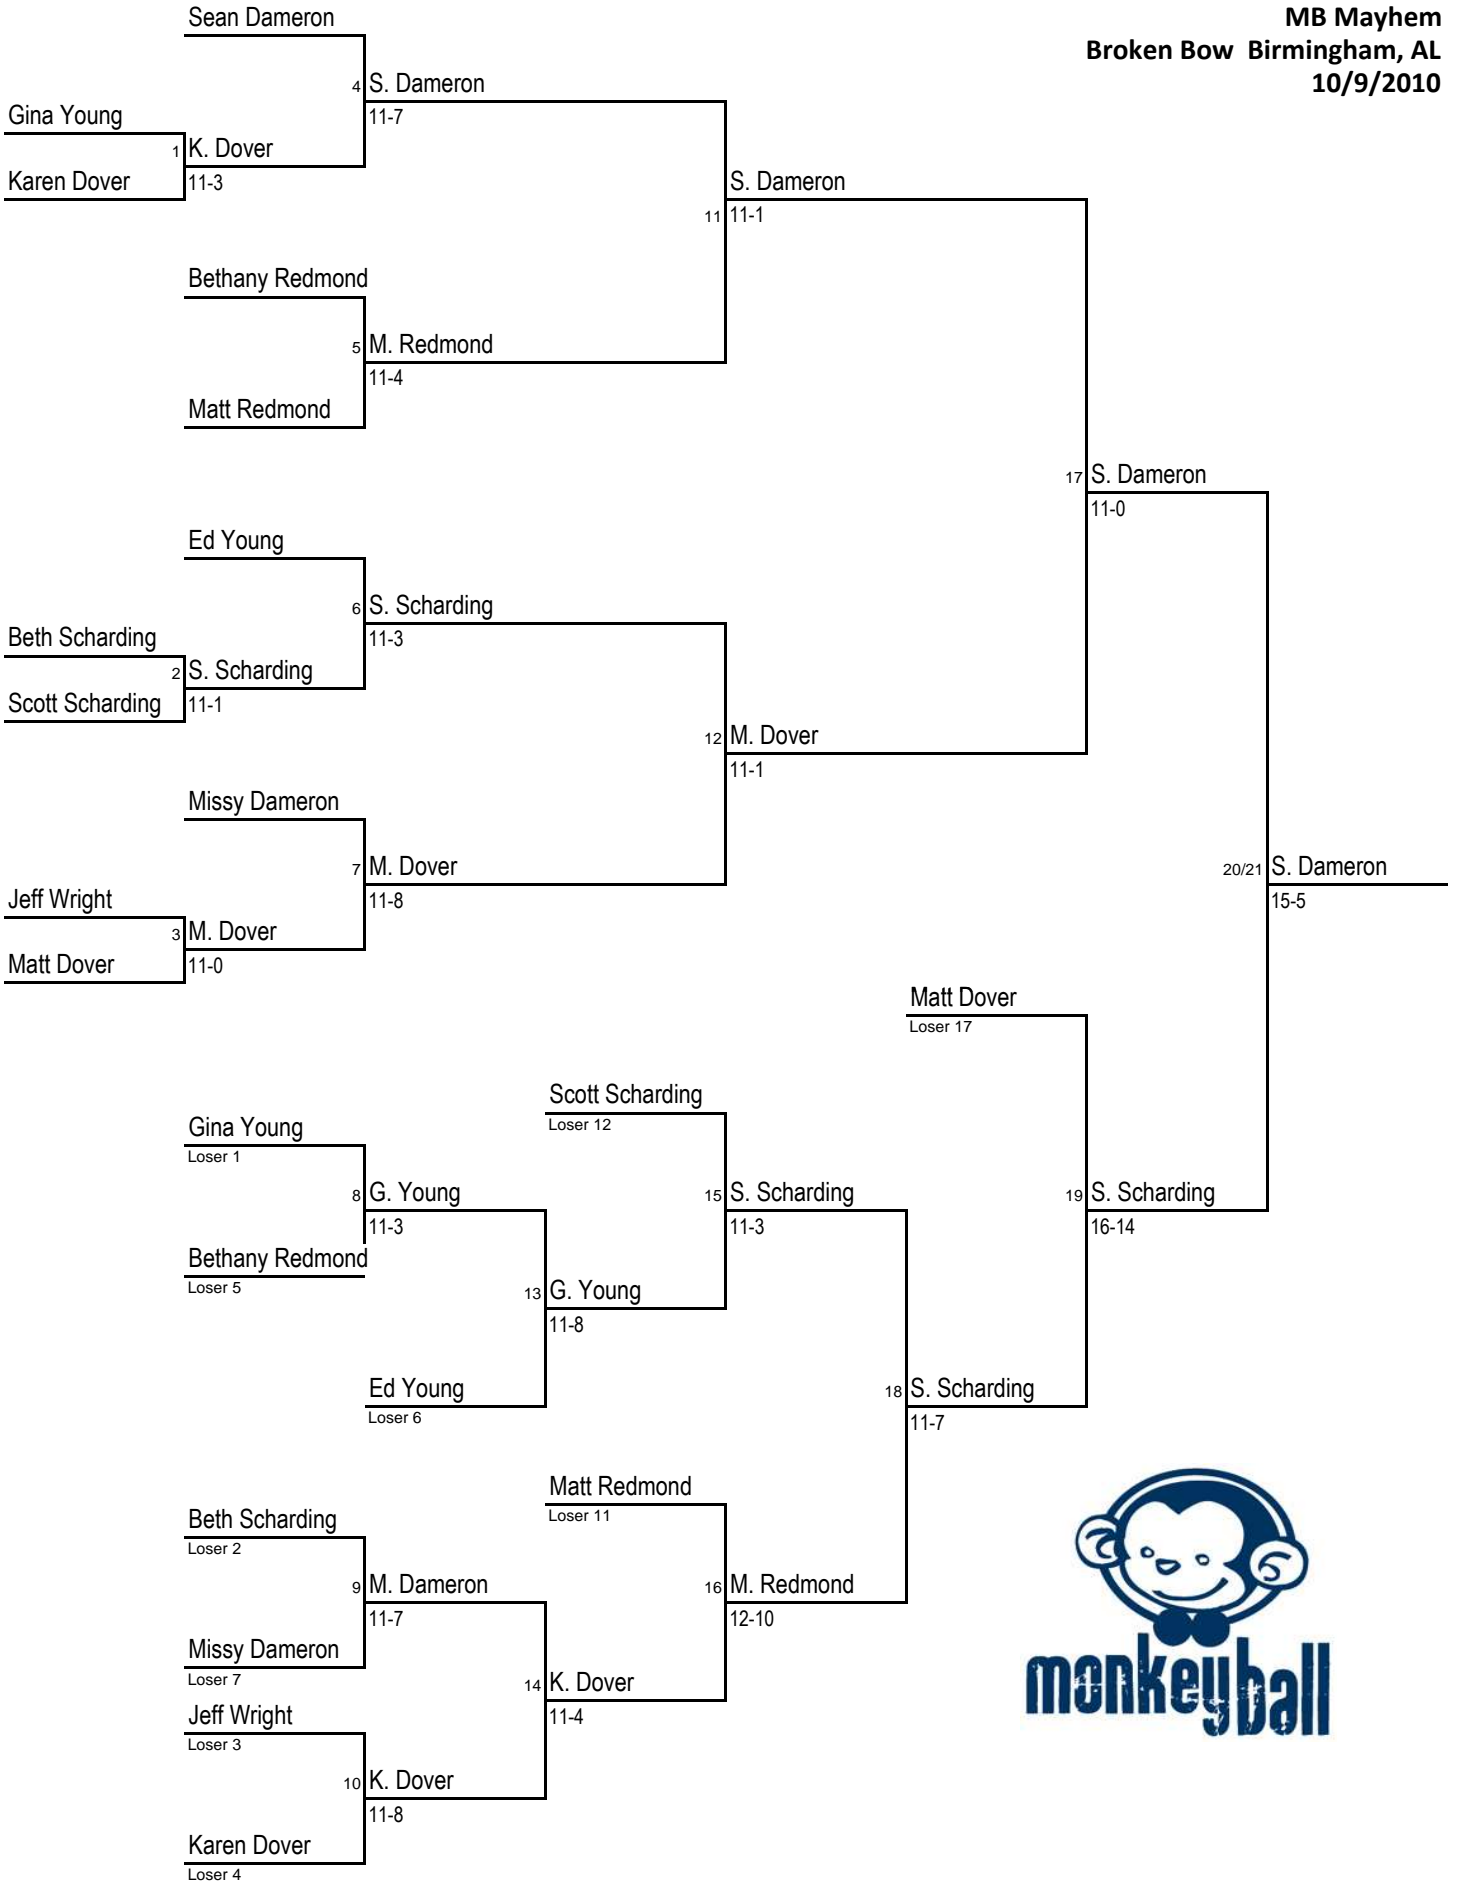 Sean Dameron
MB Mayhem
Broken Bow  Birmingham, AL
10/9/2010
4 S. Dameron
11-7
Gina Young
1 K. Dover
11-3
Karen Dover
S. Dameron
11 11-1
Bethany Redmond
5 M. Redmond
11-4
Matt Redmond
17 S. Dameron
11-0
Ed Young
6 S. Scharding
11-3
Beth Scharding
2 S. Scharding
11-1
Scott Scharding
12 M. Dover
11-1
Missy Dameron
7 M. Dover
11-8
Jeff Wright
3 M. Dover
11-0
Matt Dover
20/21 S. Dameron
15-5
Matt Dover
Loser 17
Scott Scharding
Loser 12
Gina Young
Loser 1
8 G. Young
11-3
Bethany Redmond
Loser 5
15 S. Scharding
11-3
19 S. Scharding
16-14
13 G. Young
11-8
Ed Young
Loser 6
18 S. Scharding
11-7
Matt Redmond
Loser 11
Beth Scharding
Loser 2
9 M. Dameron
11-7
Missy Dameron
Loser 7
16 M. Redmond
12-10
14 K. Dover
11-4
Jeff Wright
Loser 3
10 K. Dover
11-8
Karen Dover
Loser 4
monkeyball